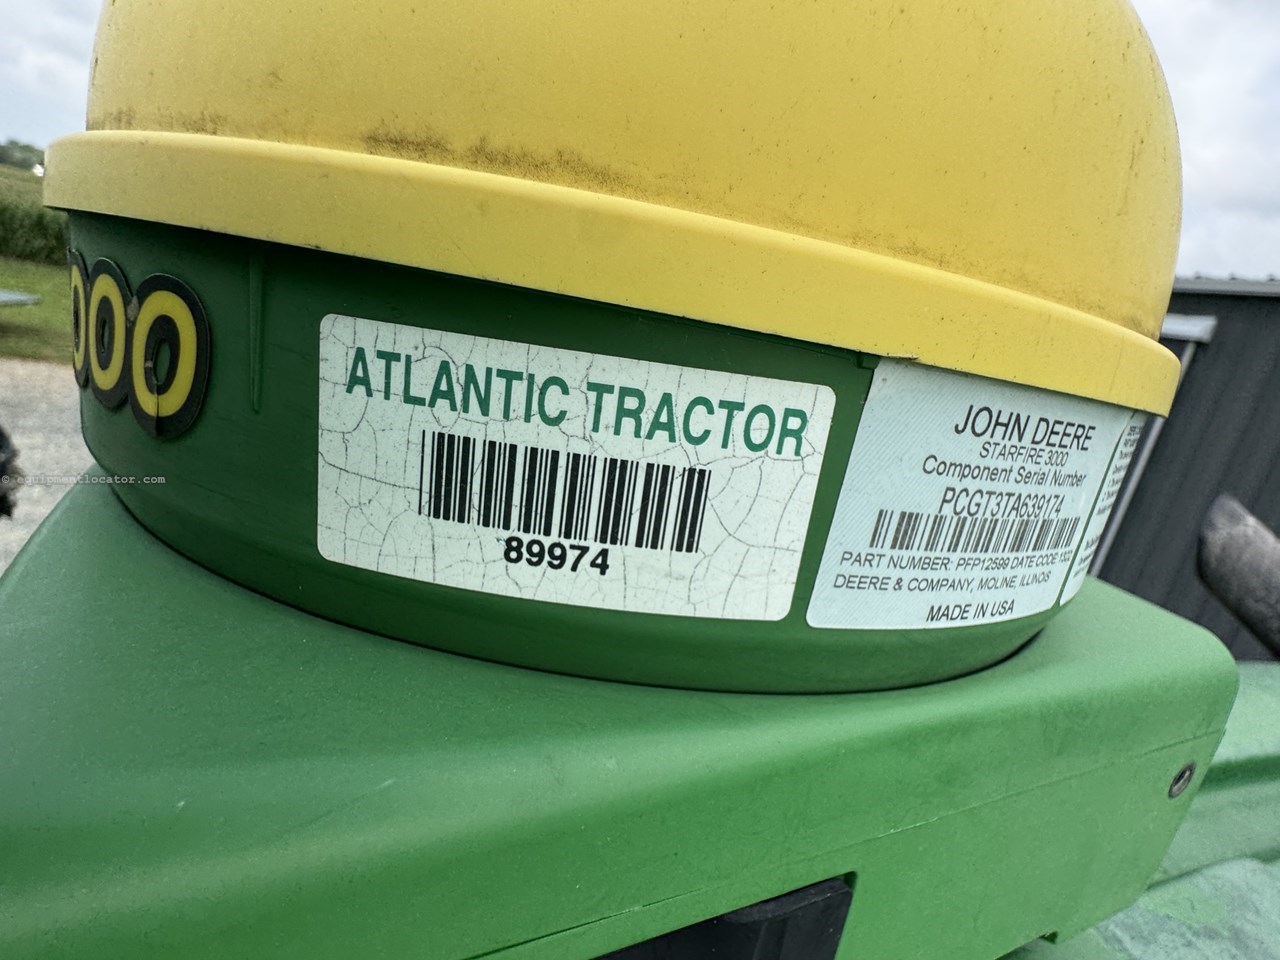 000
ATLANTIC TRACTOR
89974
JOHN DEERE
STARFIRE 3000
Component Serial Number
PCGT3TA639174
PART NUMBER: PFP12599 DATE CODE 1302
DEERE & COMPANY, MOLINE, ILLINOIS
MADE IN USA
© equipmentlocator.com